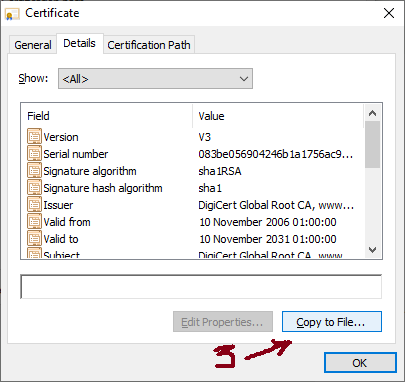 Certificate
General Details Certification Path
Show: <All>
Field Value
Version V3
Serial number 083be056904246b1a1756ac9...
Signature algorithm sha1RSA
Signature hash algorithm sha1
Issuer DigiCert Global Root CA, www...
Valid from 10 November 2006 01:00:00
Valid to 10 November 2031 01:00:00
Subject DigiCert Global Root CA, www...
Edit Properties... Copy to File...
3
OK